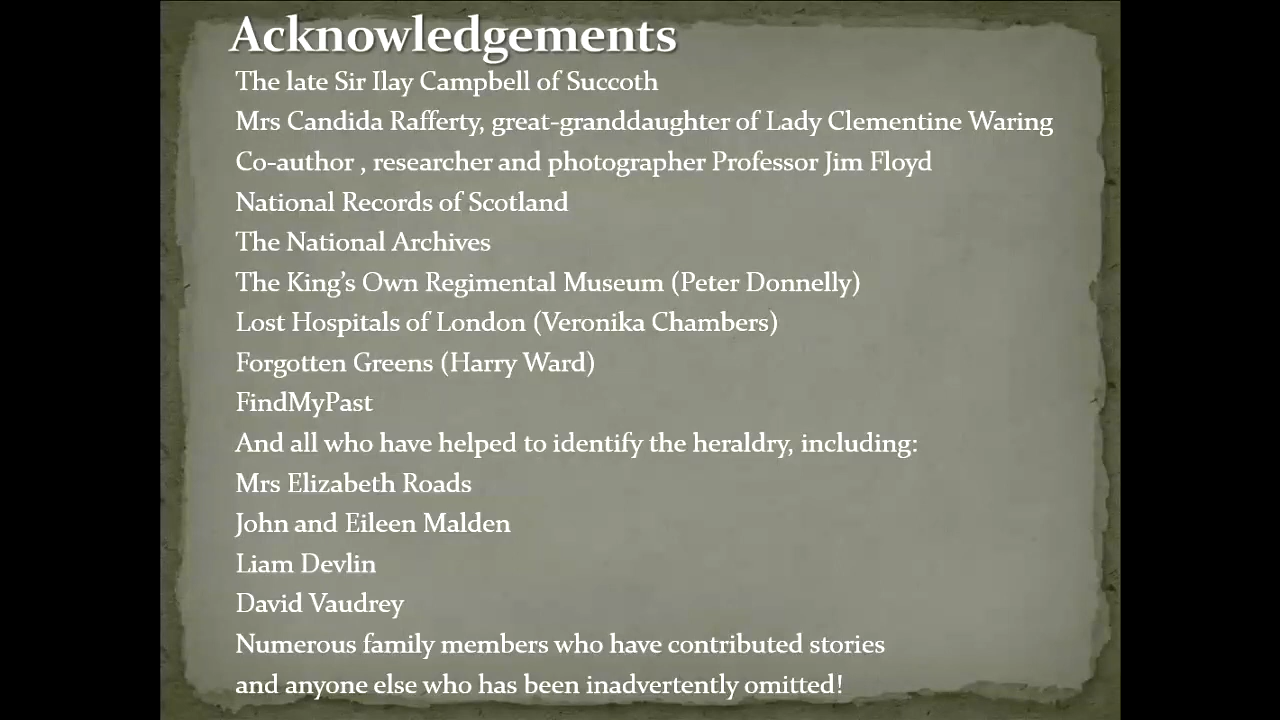 Acknowledgements
The late Sir Ilay Campbell of Succoth
Mrs Candida Rafferty, great-granddaughter of Lady Clementine Waring
Co-author , researcher and photographer Professor Jim Floyd
National Records of Scotland
The National Archives
The King’s Own Regimental Museum (Peter Donnelly)
Lost Hospitals of London (Veronika Chambers)
Forgotten Greens (Harry Ward)
FindMyPast
And all who have helped to identify the heraldry, including:
Mrs Elizabeth Roads
John and Eileen Malden
Liam Devlin
David Vaudrey
Numerous family members who have contributed stories
and anyone else who has been inadvertently omitted!